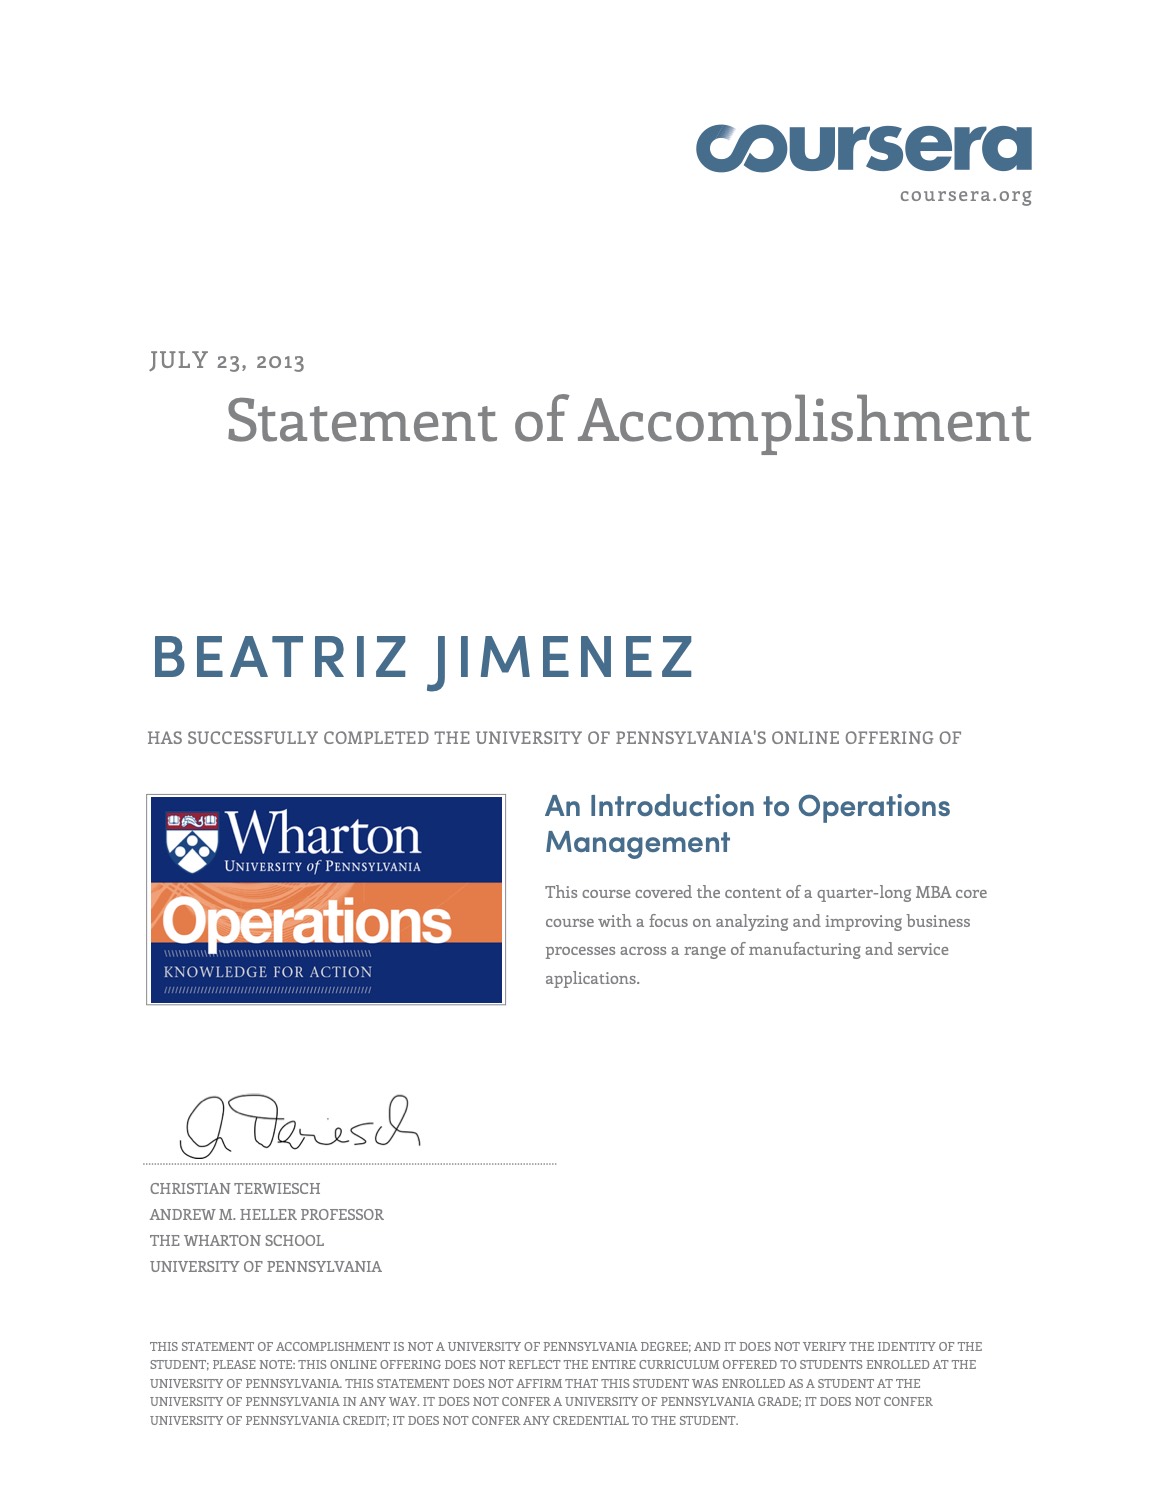 coursera
coursera.org
JULY 23, 2013
Statement of Accomplishment
BEATRIZ JIMENEZ
HAS SUCCESSFULLY COMPLETED THE UNIVERSITY OF PENNSYLVANIA'S ONLINE OFFERING OF
Wharton
UNIVERSITY of PENNSYLVANIA
Operations
KNOWLEDGE FOR ACTION
An Introduction to Operations
Management
This course covered the content of a quarter-long MBA core
course with a focus on analyzing and improving business
processes across a range of manufacturing and service
applications.
CHRISTIAN TERWIESCH
ANDREW M. HELLER PROFESSOR
THE WHARTON SCHOOL
UNIVERSITY OF PENNSYLVANIA
THIS STATEMENT OF ACCOMPLISHMENT IS NOT A UNIVERSITY OF PENNSYLVANIA DEGREE; AND IT DOES NOT VERIFY THE IDENTITY OF THE
STUDENT; PLEASE NOTE: THIS ONLINE OFFERING DOES NOT REFLECT THE ENTIRE CURRICULUM OFFERED TO STUDENTS ENROLLED AT THE
UNIVERSITY OF PENNSYLVANIA. THIS STATEMENT DOES NOT AFFIRM THAT THIS STUDENT WAS ENROLLED AS A STUDENT AT THE
UNIVERSITY OF PENNSYLVANIA IN ANY WAY. IT DOES NOT CONFER A UNIVERSITY OF PENNSYLVANIA GRADE; IT DOES NOT CONFER
UNIVERSITY OF PENNSYLVANIA CREDIT; IT DOES NOT CONFER ANY CREDENTIAL TO THE STUDENT.